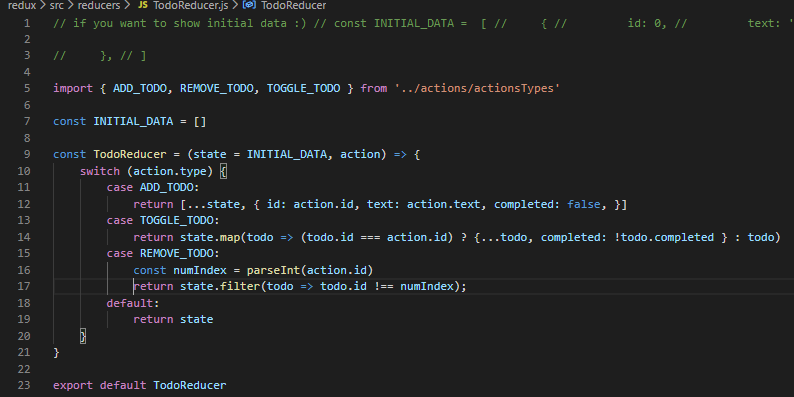 redux > src > reducers > JS TodoReducer.js > TodoReducer
1 // if you want to show initial data :) // const INITIAL_DATA =  [ //     { //         id: 0, //         text: '
2
3 //     }, // ]
4
5 import { ADD_TODO, REMOVE_TODO, TOGGLE_TODO } from '../actions/actionsTypes'
6
7 const INITIAL_DATA = []
8
9 const TodoReducer = (state = INITIAL_DATA, action) => {
10     switch (action.type) {
11         case ADD_TODO:
12             return [...state, { id: action.id, text: action.text, completed: false, }]
13         case TOGGLE_TODO:
14             return state.map(todo => (todo.id === action.id) ? {...todo, completed: !todo.completed } : todo)
15         case REMOVE_TODO:
16             const numIndex = parseInt(action.id)
17             return state.filter(todo => todo.id !== numIndex);
18         default:
19             return state
20     }
21 }
22
23 export default TodoReducer